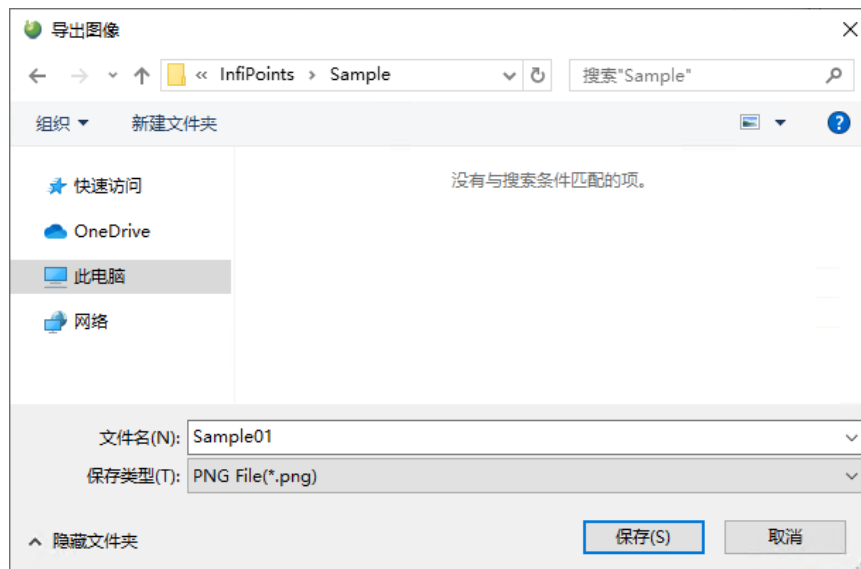 导出图像
« InfiPoints › Sample
搜索"Sample"
组织
新建文件夹
快速访问
没有与搜索条件匹配的项。
OneDrive
此电脑
网络
文件名(N): Sample01
保存类型(T): PNG File(*.png)
隐藏文件夹
保存(S)
取消